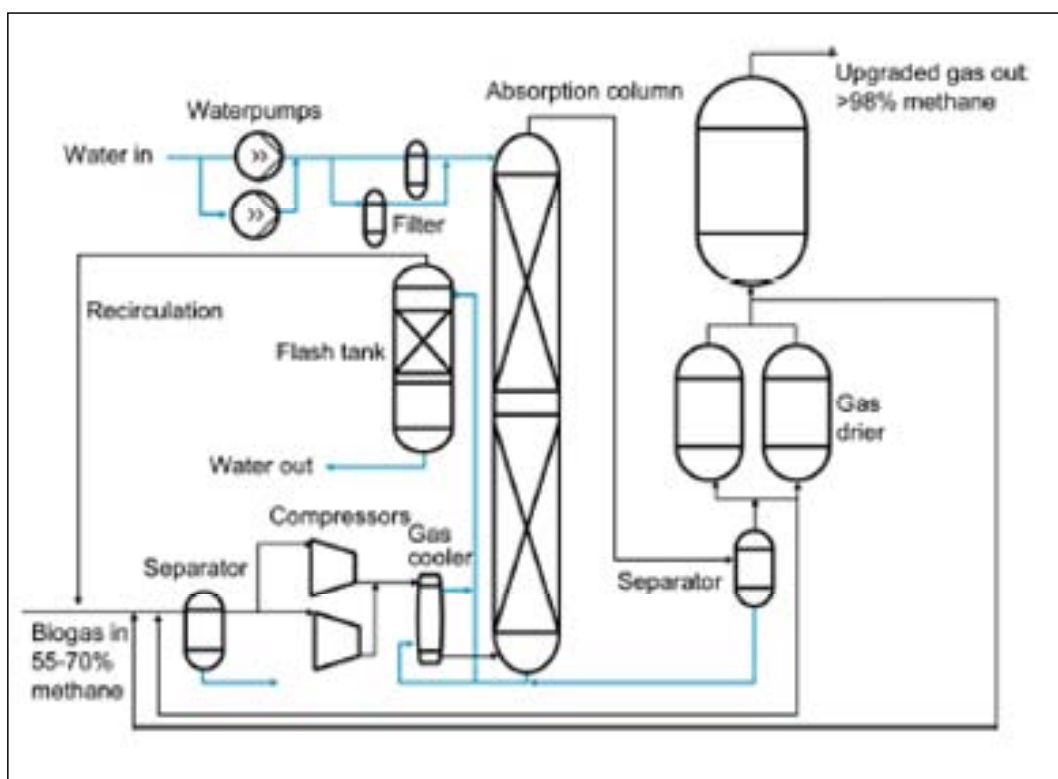 Upgraded gas out:
>98% methane
Absorption column
Waterpumps
Water in
Filter
Recirculation
Flash tank
Gas
drier
Water out
Compressors
Gas
cooler
Separator
Separator
Biogas in
55-70%
methane